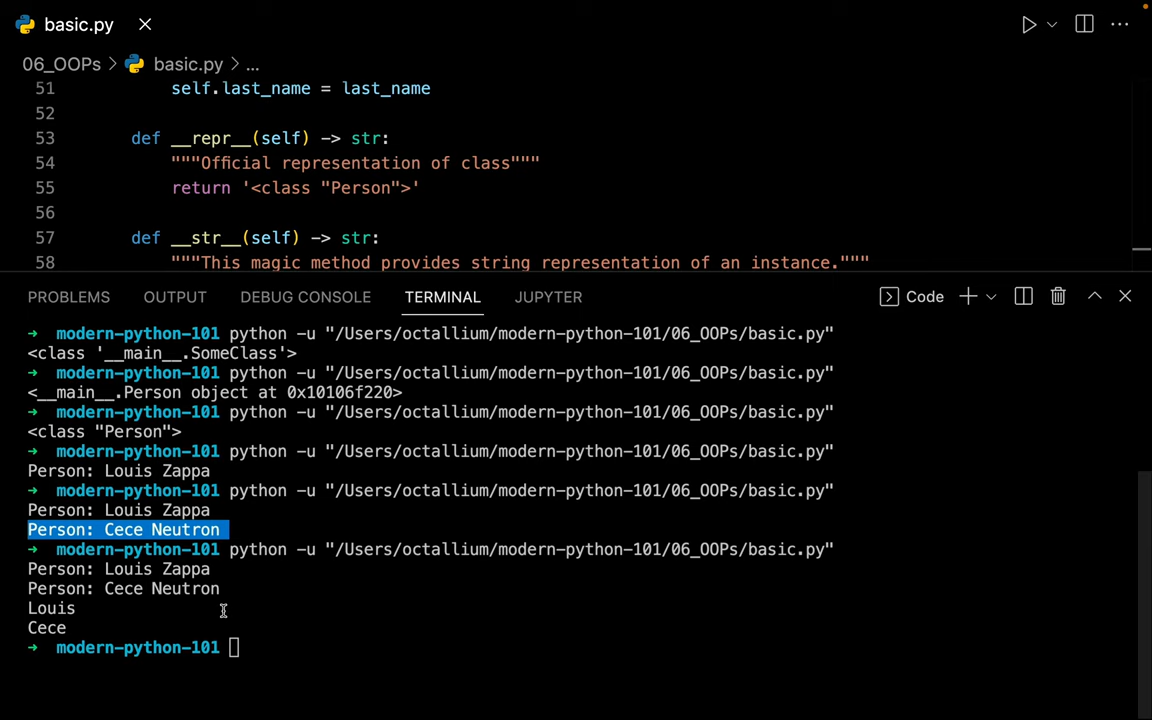 basic.py
06_OOPs > basic.py > ...
51 self.last_name = last_name
52
53 def __repr__(self) -> str:
54 """Official representation of class"""
55 return '<class "Person">'
56
57 def __str__(self) -> str:
58 """This magic method provides string representation of an instance."""
PROBLEMS OUTPUT DEBUG CONSOLE TERMINAL JUPYTER Code
→ modern-python-101 python -u "/Users/octallium/modern-python-101/06_OOPs/basic.py"
<class '__main__.SomeClass'>
→ modern-python-101 python -u "/Users/octallium/modern-python-101/06_OOPs/basic.py"
<__main__.Person object at 0x10106f220>
→ modern-python-101 python -u "/Users/octallium/modern-python-101/06_OOPs/basic.py"
<class "Person">
→ modern-python-101 python -u "/Users/octallium/modern-python-101/06_OOPs/basic.py"
Person: Louis Zappa
→ modern-python-101 python -u "/Users/octallium/modern-python-101/06_OOPs/basic.py"
Person: Louis Zappa
Person: Cece Neutron
→ modern-python-101 python -u "/Users/octallium/modern-python-101/06_OOPs/basic.py"
Person: Louis Zappa
Person: Cece Neutron
Louis
Cece
→ modern-python-101